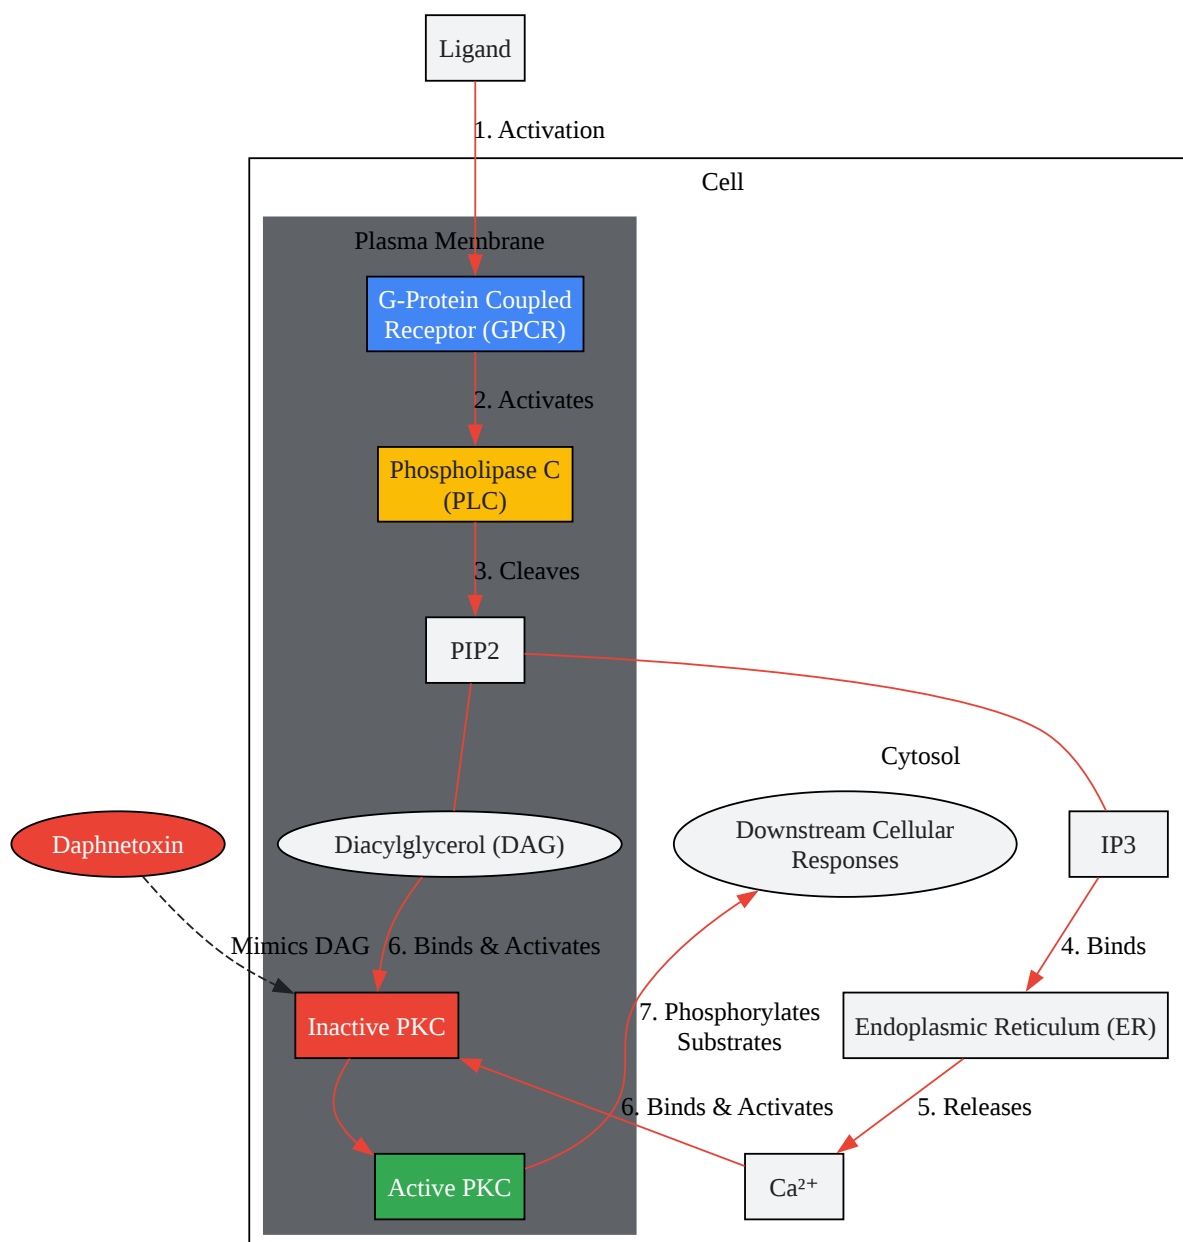 Ligand
1. Activation
Cell
Plasma Membrane
G-Protein Coupled
Receptor (GPCR)
2. Activates
Phospholipase C
(PLC)
3. Cleaves
PIP2
Cytosol
Daphnetoxin
Diacylglycerol (DAG)
Downstream Cellular
Responses
IP3
Mimics DAG
6. Binds & Activates
4. Binds
Inactive PKC
7. Phosphorylates
Substrates
Endoplasmic Reticulum (ER)
6. Binds & Activates
5. Releases
Active PKC
Ca²⁺